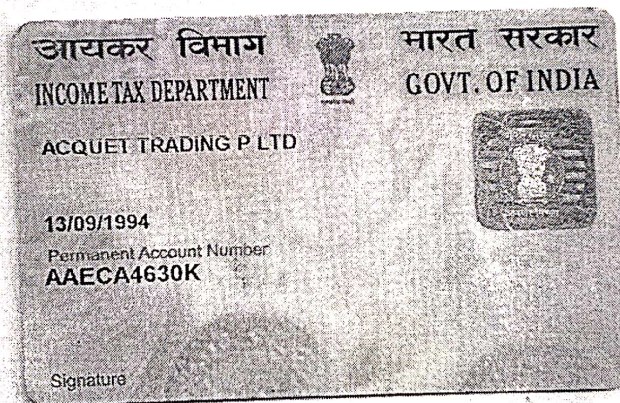 आयकर विभाग
भारत सरकार
INCOME TAX DEPARTMENT
GOVT. OF INDIA
ACQUET TRADING P LTD
13/09/1994
Permanent Account Number
AAECA4630K
Signature